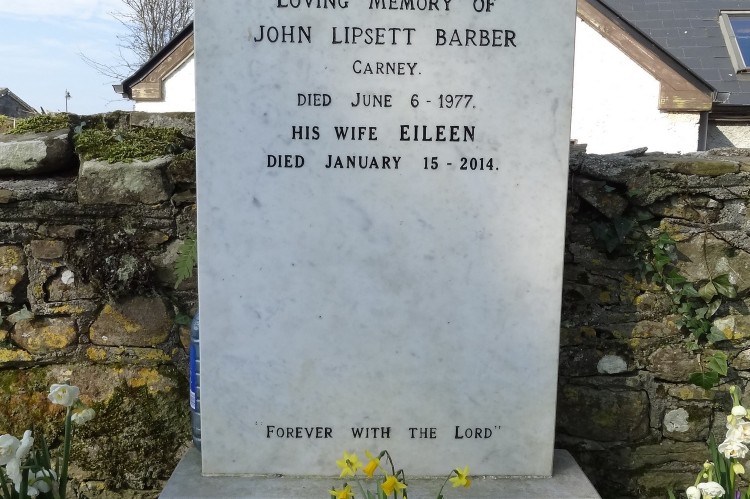 Loving Memory of
John Lipsett Barber
Carney.
Died June 6 - 1977.
His wife Eileen
Died January 15 - 2014.
"Forever with the Lord"